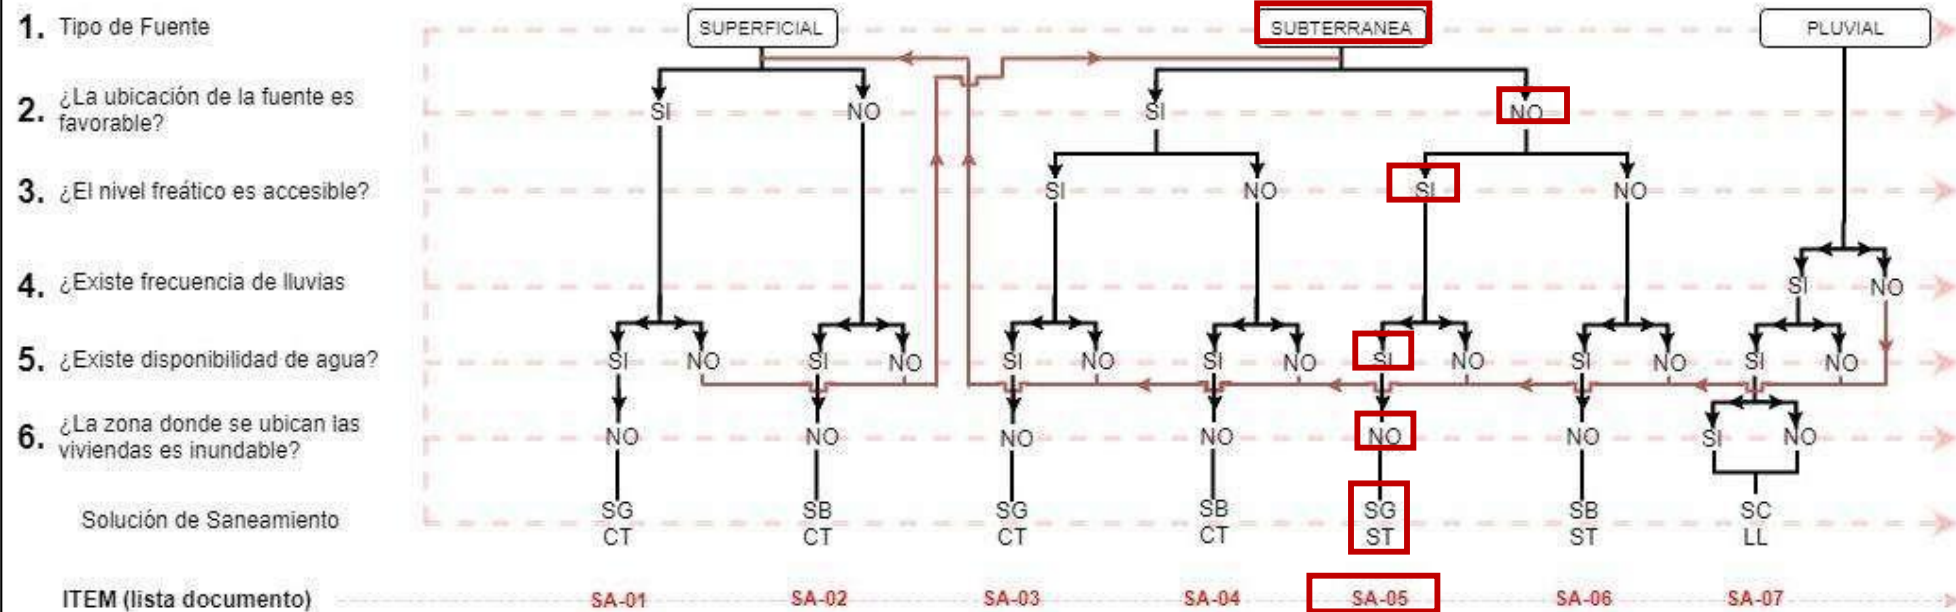 1. Tipo de Fuente SUPERFICIAL SUBTERRANEA PLUVIAL
2. ¿La ubicación de la fuente es
favorable?
SI NO SI NO
3. ¿El nivel freático es accesible? SI NO SI NO
4. ¿Existe frecuencia de lluvias SI NO
5. ¿Existe disponibilidad de agua? SI NO SI NO SI NO SI NO SI NO SI NO SI NO
6. ¿La zona donde se ubican las
viviendas es inundable?
NO NO NO NO NO NO SI NO
Solución de Saneamiento
SG SB SG SB SG SB SC
CT CT CT CT ST ST LL
ITEM (lista documento) SA-01 SA-02 SA-03 SA-04 SA-05 SA-06 SA-07